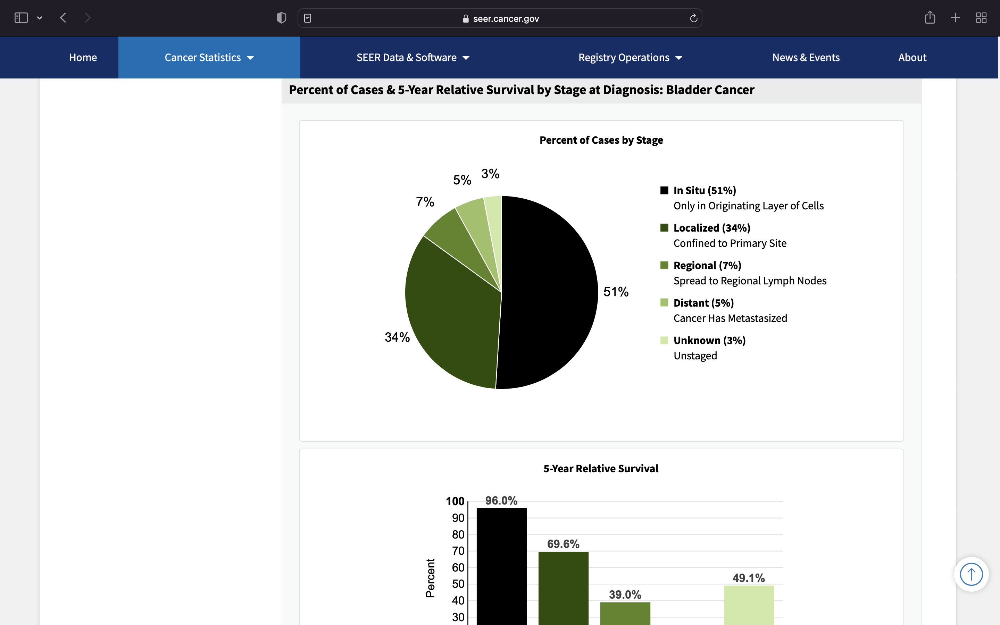 seer.cancer.gov
Home
Cancer Statistics
SEER Data & Software
Registry Operations
News & Events
About
Percent of Cases & 5-Year Relative Survival by Stage at Diagnosis: Bladder Cancer
Percent of Cases by Stage
3%
5%
7%
51%
34%
In Situ (51%)
Only in Originating Layer of Cells
Localized (34%)
Confined to Primary Site
Regional (7%)
Spread to Regional Lymph Nodes
Distant (5%)
Cancer Has Metastasized
Unknown (3%)
Unstaged
5-Year Relative Survival
Percent
100
90
80
70
60
50
40
30
96.0%
69.6%
39.0%
49.1%